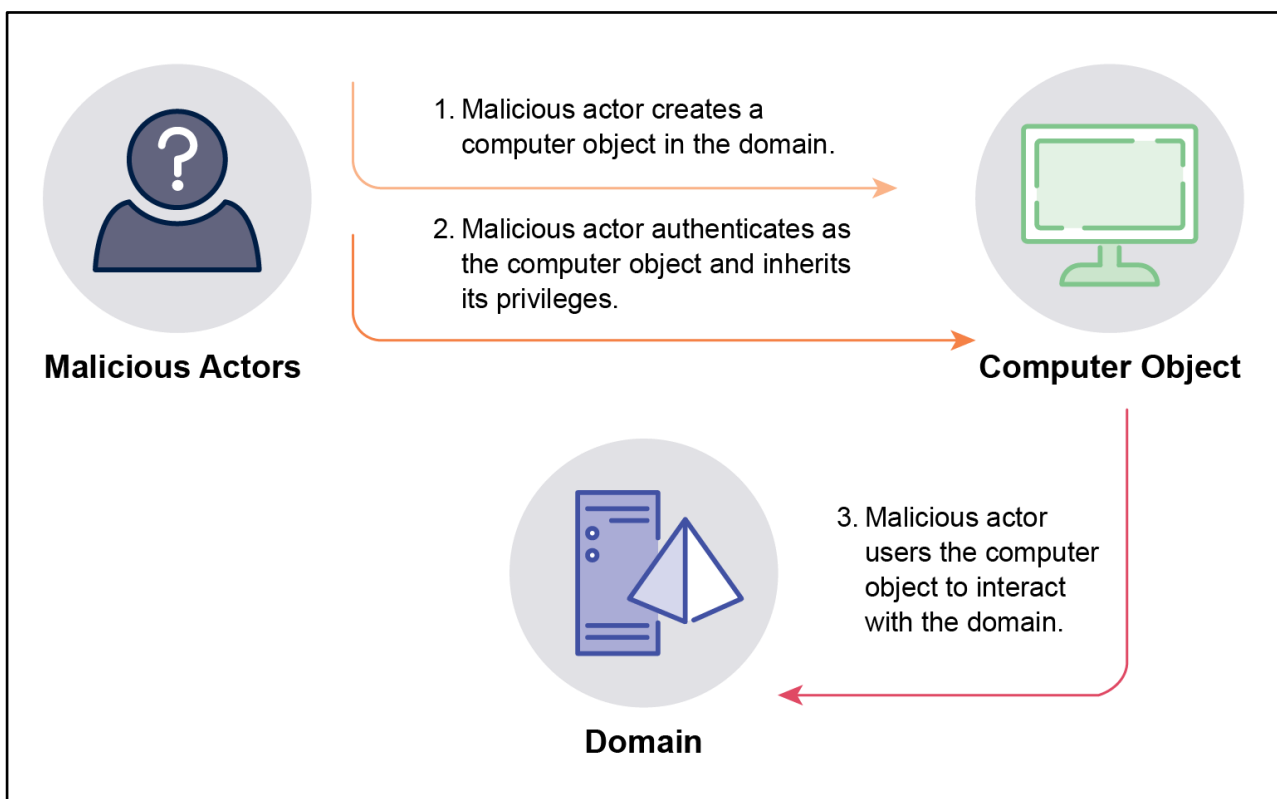 1. Malicious actor creates a
computer object in the domain.
2. Malicious actor authenticates as
the computer object and inherits
its privileges.
?
Malicious Actors
Computer Object
3. Malicious actor
users the computer
object to interact
with the domain.
Domain